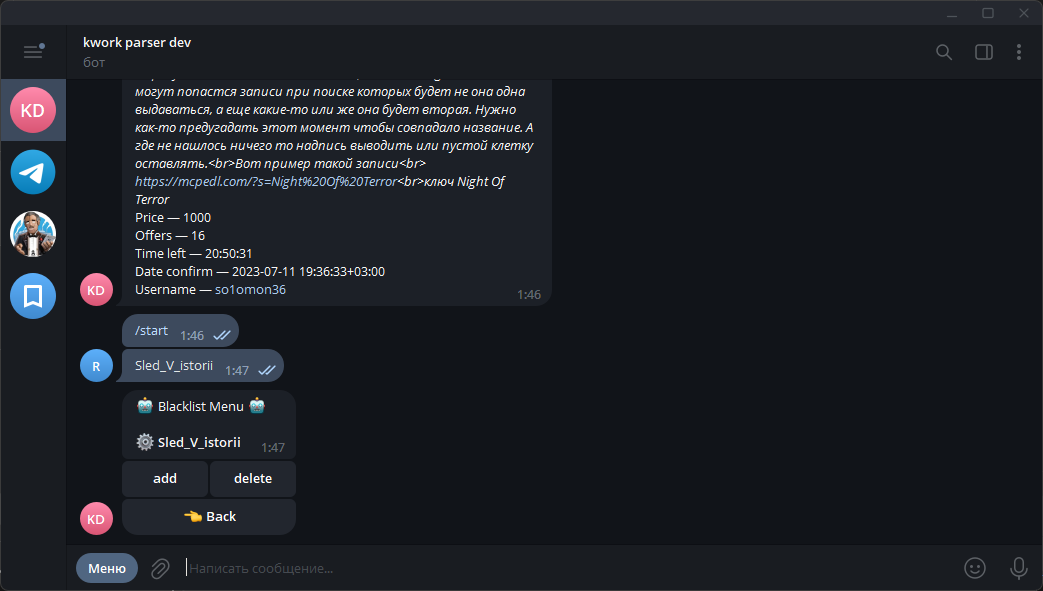 kwork parser dev
бот
KD
могут попастся записи при поиске которых будет не она одна
выдаваться, а еще какие-то или же она будет вторая. Нужно
как-то предугадать этот момент чтобы совпадало название. А
где не нашлось ничего то надпись выводить или пустой клетку
оставлять.<br>Вот пример такой записи<br>
https://mcpedl.com/?s=Night%20Of%20Terror<br>ключ Night Of
Terror
Price — 1000
Offers — 16
Time left — 20:50:31
Date confirm — 2023-07-11 19:36:33+03:00
Username — so1omon36
1:46
KD
/start 1:46
R
Sled_V_istorii 1:47
Blacklist Menu
Sled_V_istorii
1:47
add delete
KD
Back
Меню
Написать сообщение...